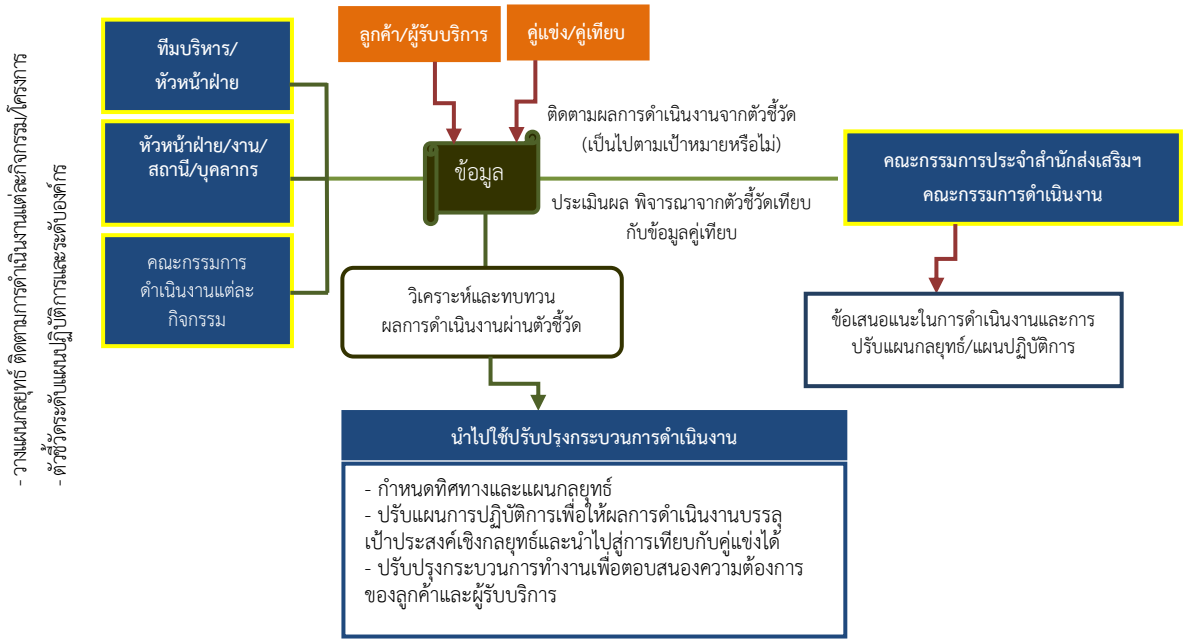 - วางแผนกลยุทธ์ ติดตามการดำเนินงานแต่ละกิจกรรม/โครงการ
- ตัวชี้วัดระดับแผนปฏิบัติการและระดับองค์กร
ทีมบริหาร/
หัวหน้าฝ่าย
หัวหน้าฝ่าย/งาน/
สถานี/บุคลากร
คณะกรรมการ
ดำเนินงานแต่ละ
กิจกรรม
ลูกค้า/ผู้รับบริการ
คู่แข่ง/คู่เทียบ
ข้อมูล
ติดตามผลการดำเนินงานจากตัวชี้วัด
(เป็นไปตามเป้าหมายหรือไม่)
ประเมินผล พิจารณาจากตัวชี้วัดเทียบ
กับข้อมูลคู่เทียบ
คณะกรรมการประจำสำนักส่งเสริมฯ
คณะกรรมการดำเนินงาน
ข้อเสนอแนะในการดำเนินงานและการ
ปรับแผนกลยุทธ์/แผนปฏิบัติการ
วิเคราะห์และทบทวน
ผลการดำเนินงานผ่านตัวชี้วัด
นำไปใช้ปรับปรุงกระบวนการดำเนินงาน
- กำหนดทิศทางและแผนกลยุทธ์
- ปรับแผนการปฏิบัติการเพื่อให้ผลการดำเนินงานบรรลุ
เป้าประสงค์เชิงกลยุทธ์และนำไปสู่การเทียบกับคู่แข่งได้
- ปรับปรุงกระบวนการทำงานเพื่อตอบสนองความต้องการ
ของลูกค้าและผู้รับบริการ